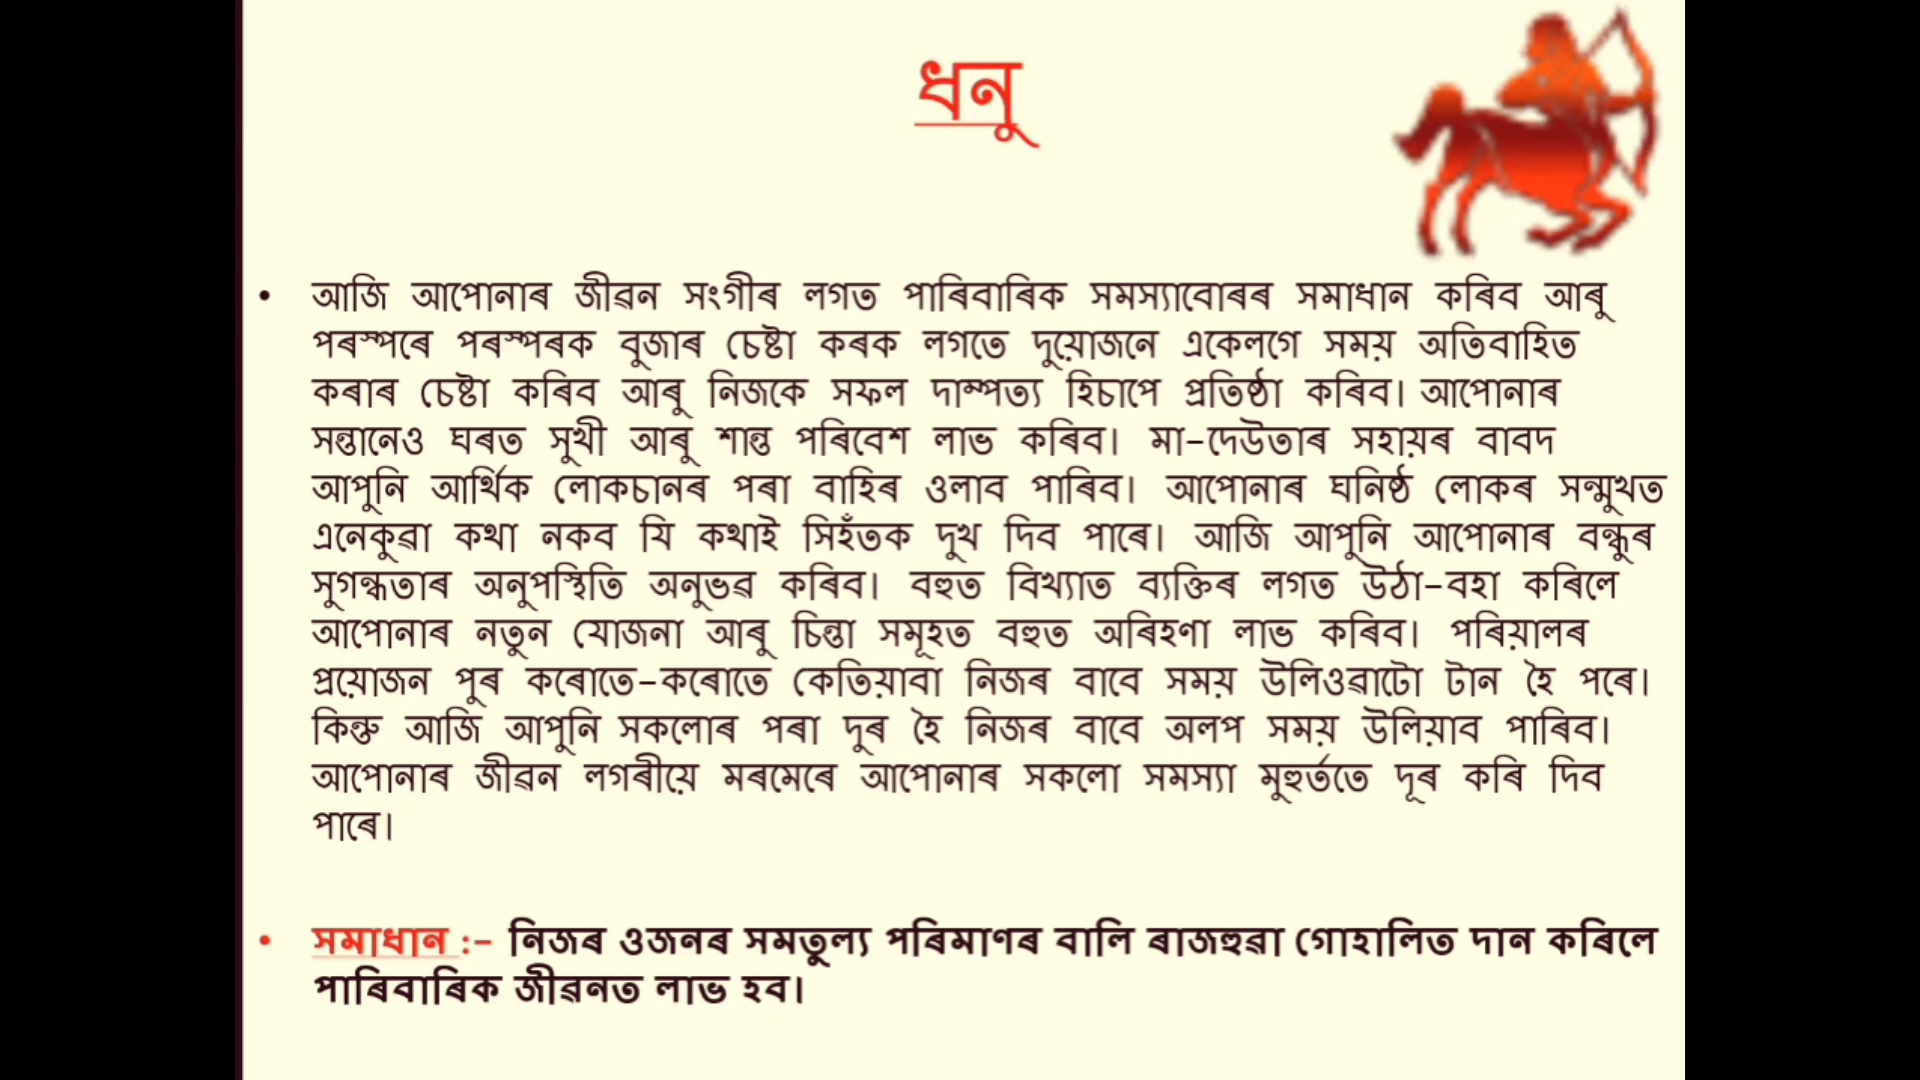 ধনু
• আজি আপোনাৰ জীৱন সংগীৰ লগত পাৰিবাৰিক সমস্যাবোৰৰ সমাধান কৰিব আৰু
পৰস্পৰে পৰস্পৰক বুজাৰ চেষ্টা কৰক লগতে দুয়োজনে একেলগে সময় অতিবাহিত
কৰাৰ চেষ্টা কৰিব আৰু নিজকে সফল দাম্পত্য হিচাপে প্ৰতিষ্ঠা কৰিব। আপোনাৰ
সন্তানেও ঘৰত সুখী আৰু শান্ত পৰিবেশ লাভ কৰিব। মা-দেউতাৰ সহায়ৰ বাবদ
আপুনি আৰ্থিক লোকচানৰ পৰা বাহিৰ ওলাব পাৰিব। আপোনাৰ ঘনিষ্ঠ লোকৰ সন্মুখত
এনেকুৱা কথা নকব যি কথাই সিহঁতক দুখ দিব পাৰে। আজি আপুনি আপোনাৰ বন্ধুৰ
সুগন্ধতাৰ অনুপস্থিতি অনুভৱ কৰিব। বহুত বিখ্যাত ব্যক্তিৰ লগত উঠা-বহা কৰিলে
আপোনাৰ নতুন যোজনা আৰু চিন্তা সমূহত বহুত অৰিহণা লাভ কৰিব। পৰিয়ালৰ
প্ৰয়োজন পুৰ কৰোতে-কৰোতে কেতিয়াবা নিজৰ বাবে সময় উলিওৱাটো টান হৈ পৰে।
কিন্তু আজি আপুনি সকলোৰ পৰা দুৰ হৈ নিজৰ বাবে অলপ সময় উলিয়াব পাৰিব।
আপোনাৰ জীৱন লগৰীয়ে মৰমেৰে আপোনাৰ সকলো সমস্যা মুহুৰ্ততে দূৰ কৰি দিব
পাৰে।
• সমাধান :- নিজৰ ওজনৰ সমতুল্য পৰিমাণৰ বালি ৰাজহুৱা গোহালিত দান কৰিলে
পাৰিবাৰিক জীৱনত লাভ হব।